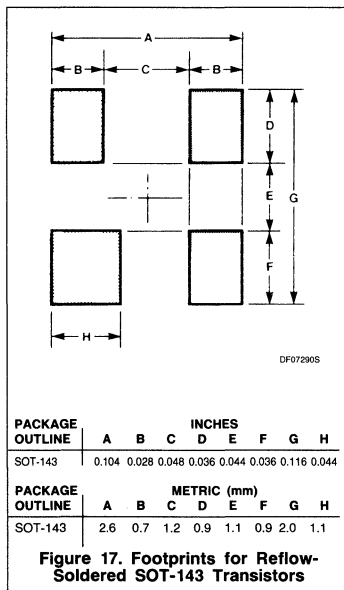 A
B
C
B
D
E
G
F
H
DF07290S
PACKAGE OUTLINE INCHES
A B C D E F G H
SOT-143 0.104 0.028 0.048 0.036 0.044 0.036 0.116 0.044
PACKAGE OUTLINE METRIC (mm)
A B C D E F G H
SOT-143 2.6 0.7 1.2 0.9 1.1 0.9 2.0 1.1
Figure 17. Footprints for Reflow-
Soldered SOT-143 Transistors